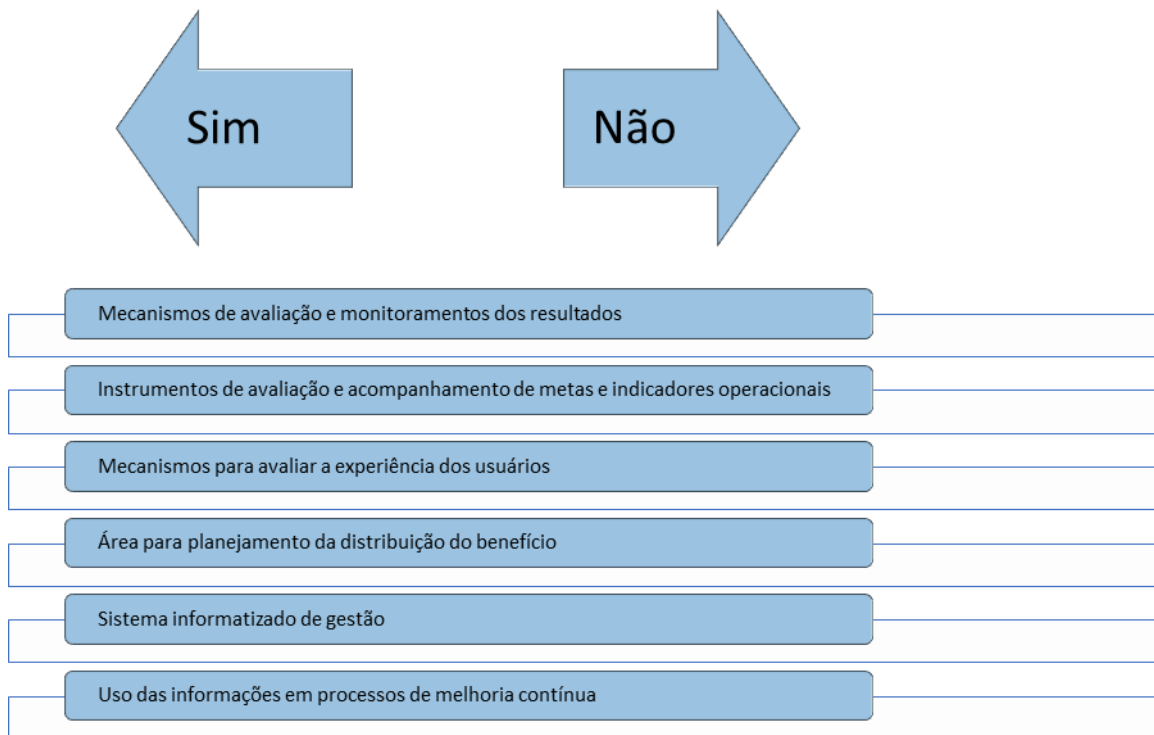 Sim
Não
Mecanismos de avaliação e monitoramentos dos resultados
Instrumentos de avaliação e acompanhamento de metas e indicadores operacionais
Mecanismos para avaliar a experiência dos usuários
Área para planejamento da distribuição do benefício
Sistema informatizado de gestão
Uso das informações em processos de melhoria contínua